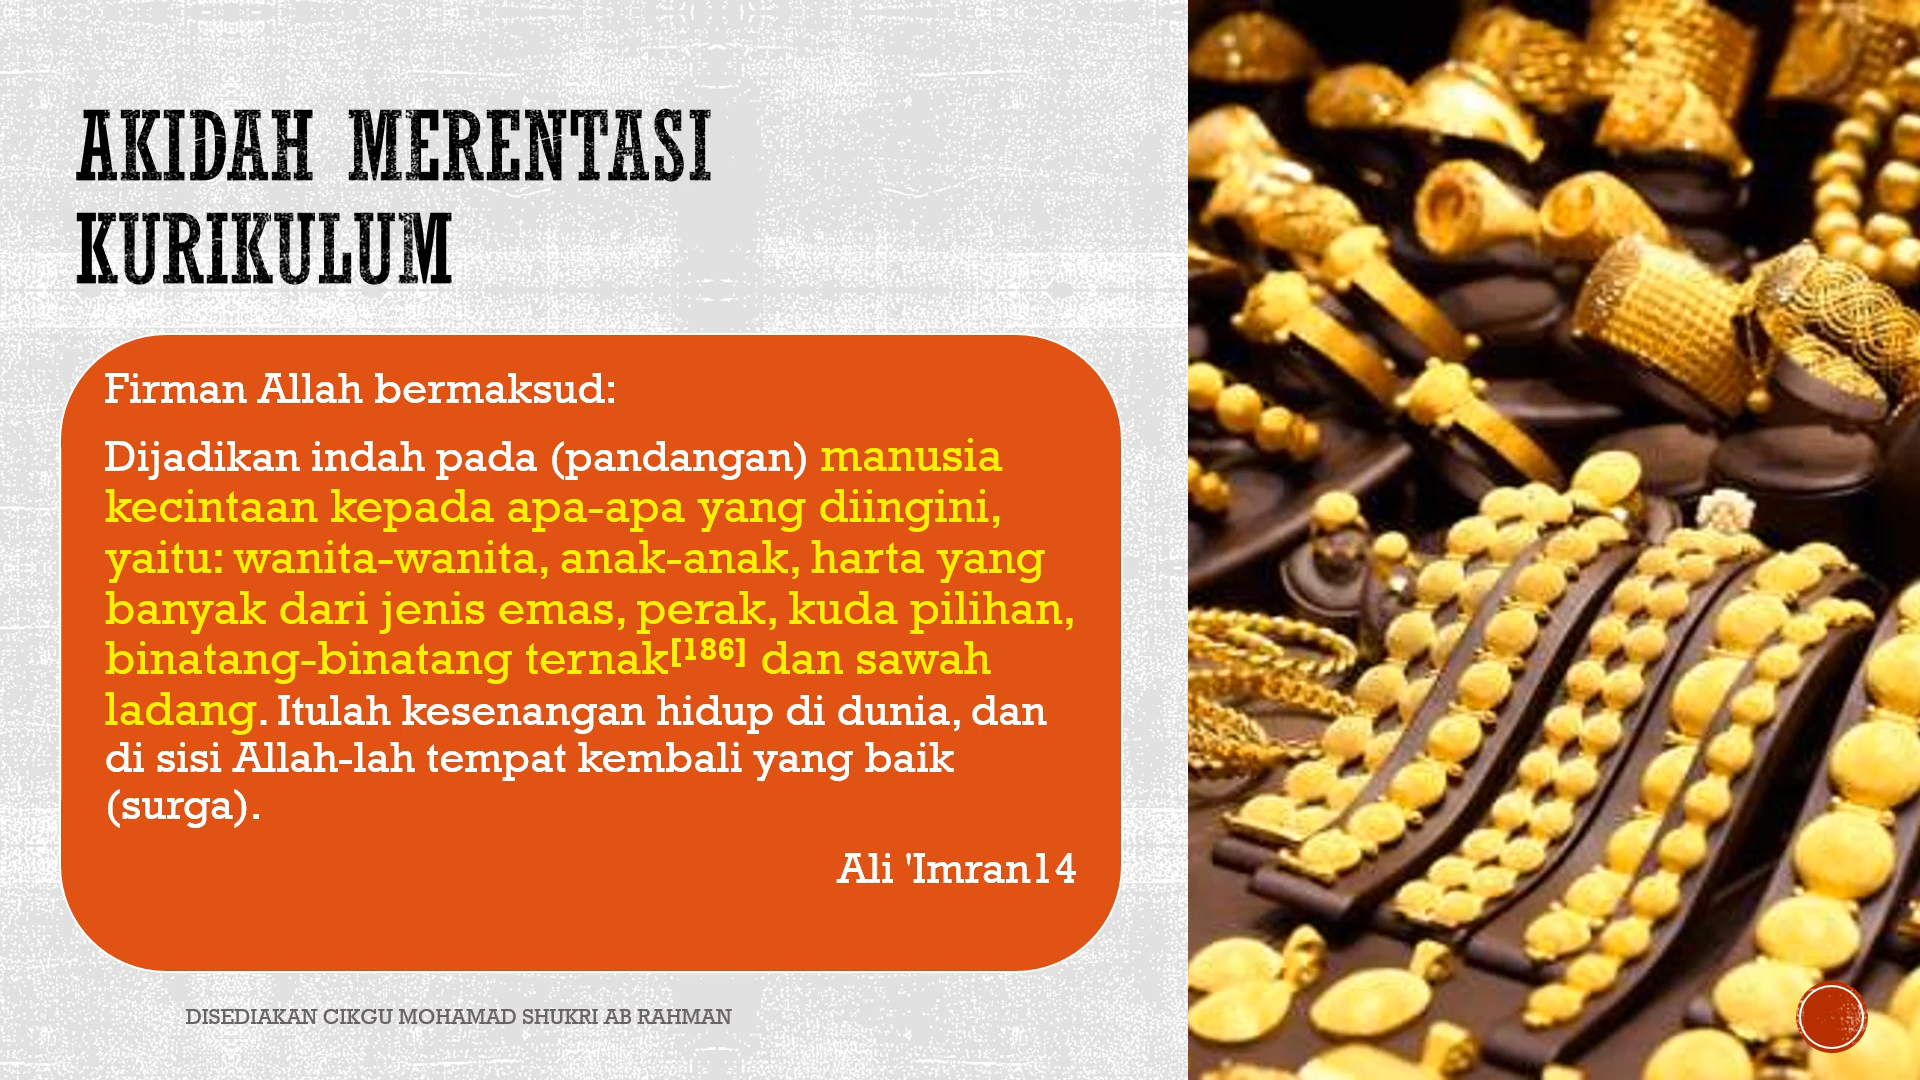 AKIDAH MERENTASI
KURIKULUM
Firman Allah bermaksud:
Dijadikan indah pada (pandangan) manusia
kecintaan kepada apa-apa yang diingini,
yaitu: wanita-wanita, anak-anak, harta yang
banyak dari jenis emas, perak, kuda pilihan,
binatang-binatang ternak[186] dan sawah
ladang. Itulah kesenangan hidup di dunia, dan
di sisi Allah-lah tempat kembali yang baik
(surga).
Ali 'Imran14
DISEDIAKAN CIKGU MOHAMAD SHUKRI AB RAHMAN